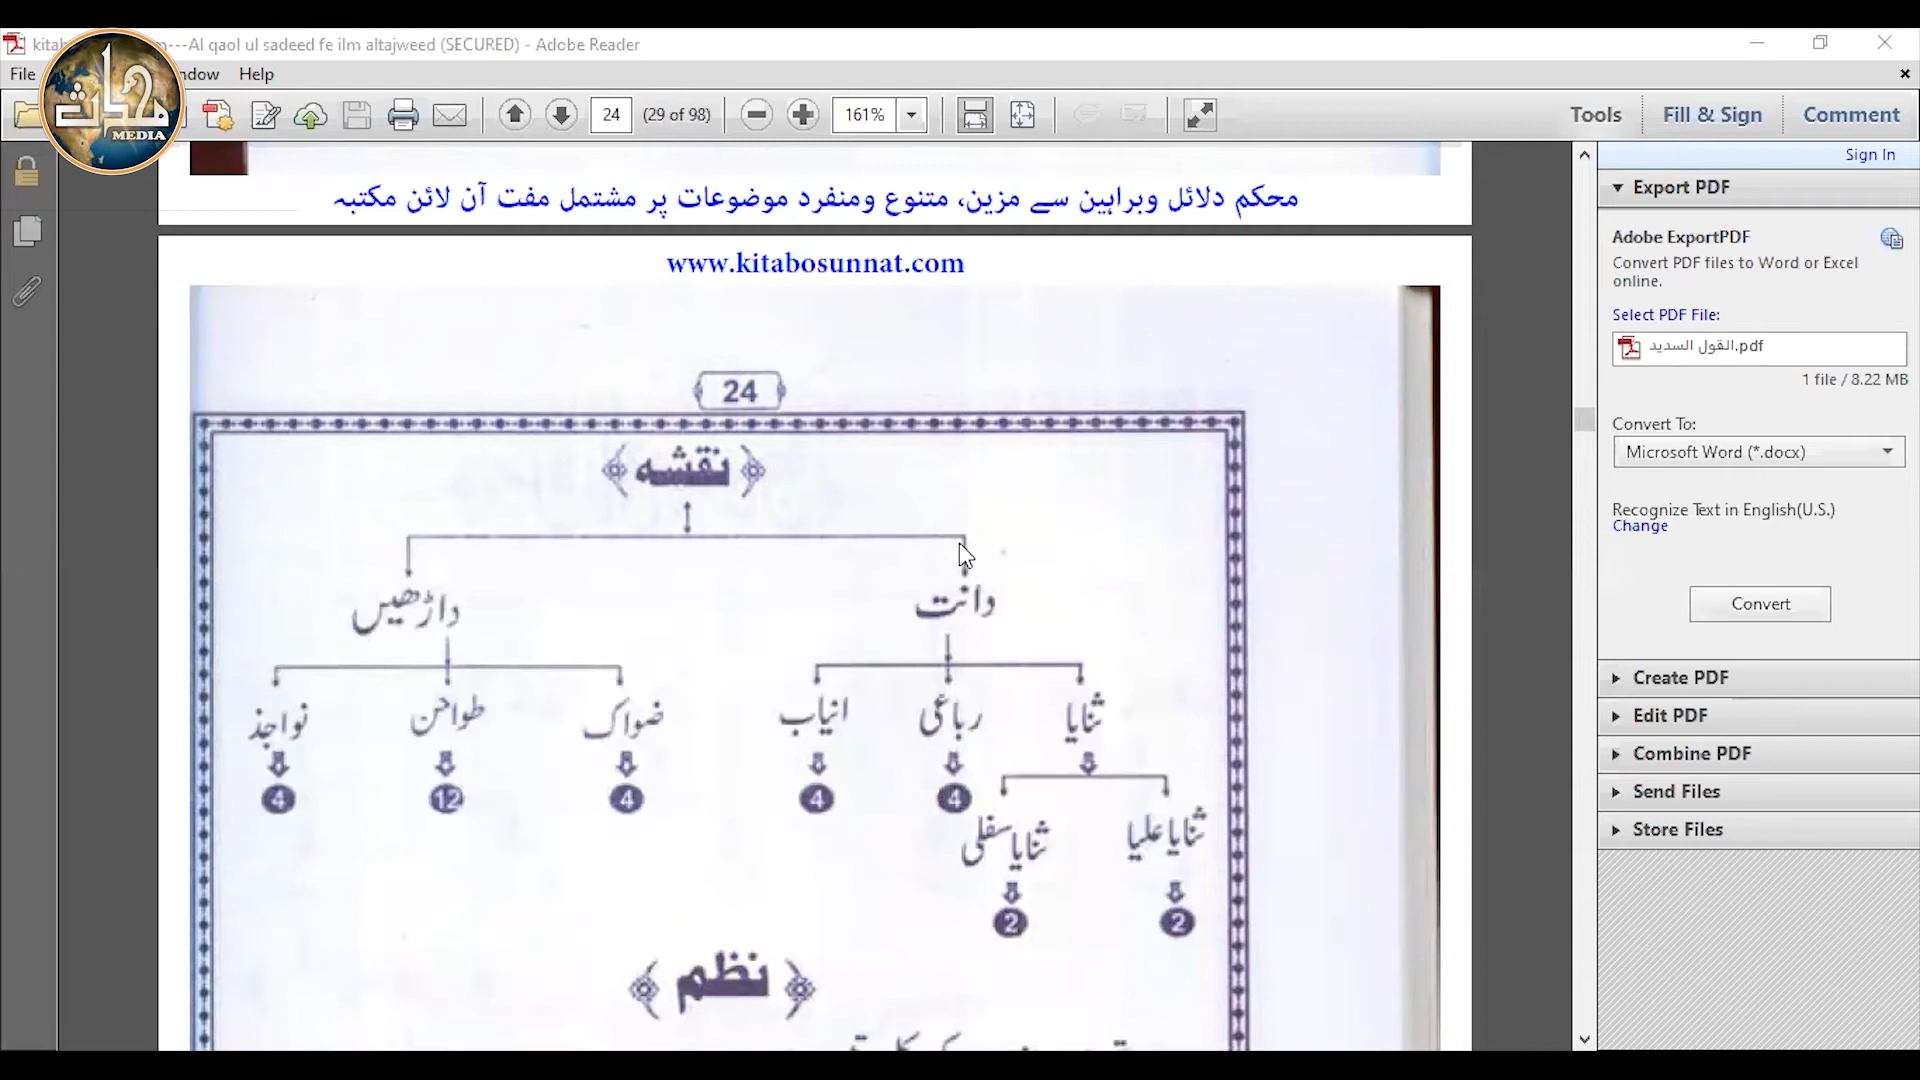 kitab
m---Al qaol ul sadeed fe ilm altajweed (SECURED) - Adobe Reader
File
ndow
Help
24
(29 of 98)
161%
Tools
Fill & Sign
Comment
MEDIA
Sign In
محکم دلائل وبراہین سے مزین، متنوع ومنفرد موضوعات پر مشتمل مفت آن لائن مکتبہ
www.kitabosunnat.com
24
نقشہ
دانت
داڑھیں
ثنایا
رباعی
انیاب
ضواک
طواحن
نواجذ
4
4
4
12
4
ثنایا علیا
ثنایا سفلی
2
2
نظم
Export PDF
Adobe ExportPDF
Convert PDF files to Word or Excel
online.
Select PDF File:
القول السديد.pdf
1 file / 8.22 MB
Convert To:
Microsoft Word (*.docx)
Recognize Text in English(U.S.)
Change
Convert
Create PDF
Edit PDF
Combine PDF
Send Files
Store Files